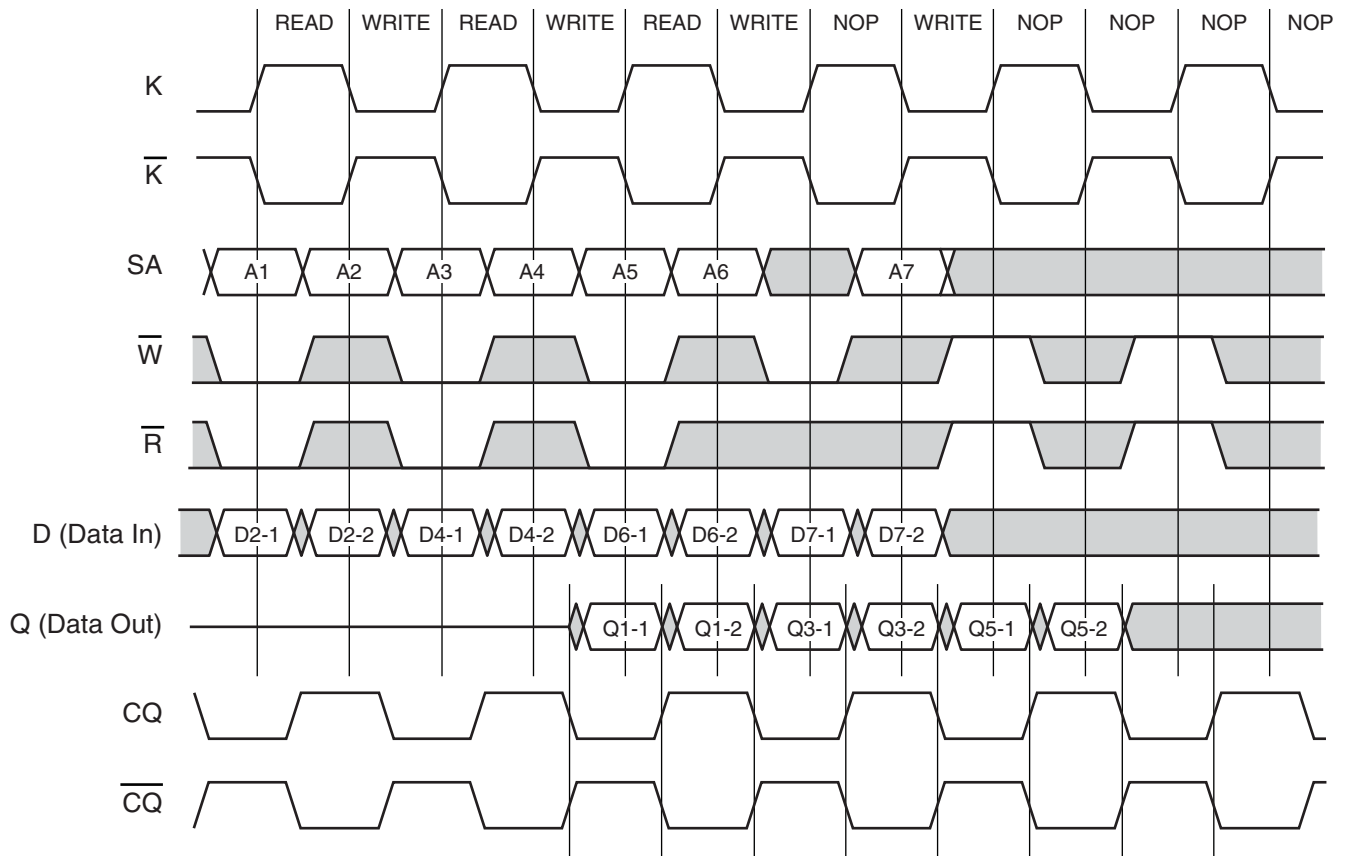 READ WRITE READ WRITE READ WRITE NOP WRITE NOP NOP NOP NOP
K
K̅
SA A1 A2 A3 A4 A5 A6 A7
W̅
R̅
D (Data In) D2-1 D2-2 D4-1 D4-2 D6-1 D6-2 D7-1 D7-2
Q (Data Out) Q1-1 Q1-2 Q3-1 Q3-2 Q5-1 Q5-2
CQ
C̅Q̅